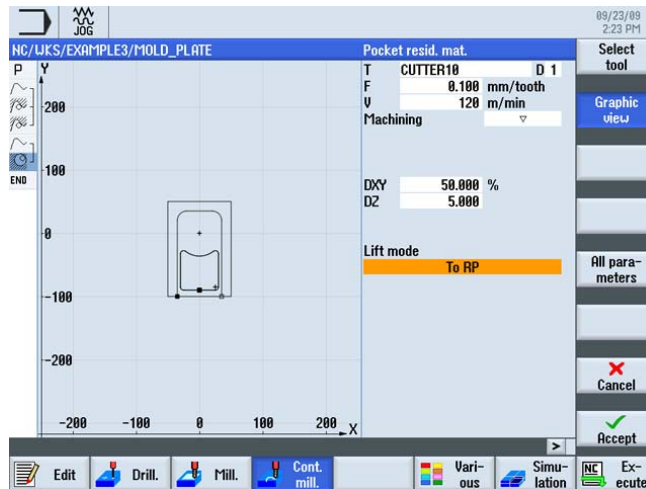 JOG
09/23/09
2:23 PM
NC/WKS/EXAMPLE3/MOLD_PLATE
Pocket resid. mat.
Select
tool
P
Y
T CUTTER10 D 1
F 0.100 mm/tooth
V 120 m/min
Machining ▽
Graphic
view
200
100
0
-100
-200
END
DXY 50.000 %
DZ 5.000
Lift mode
To RP
All para-
meters
Cancel
Accept
-200 -100 0 100 200 X
>
Edit
Drill.
Mill.
Cont.
mill.
Vari-
ous
Simu-
lation
NC Ex-
ecute